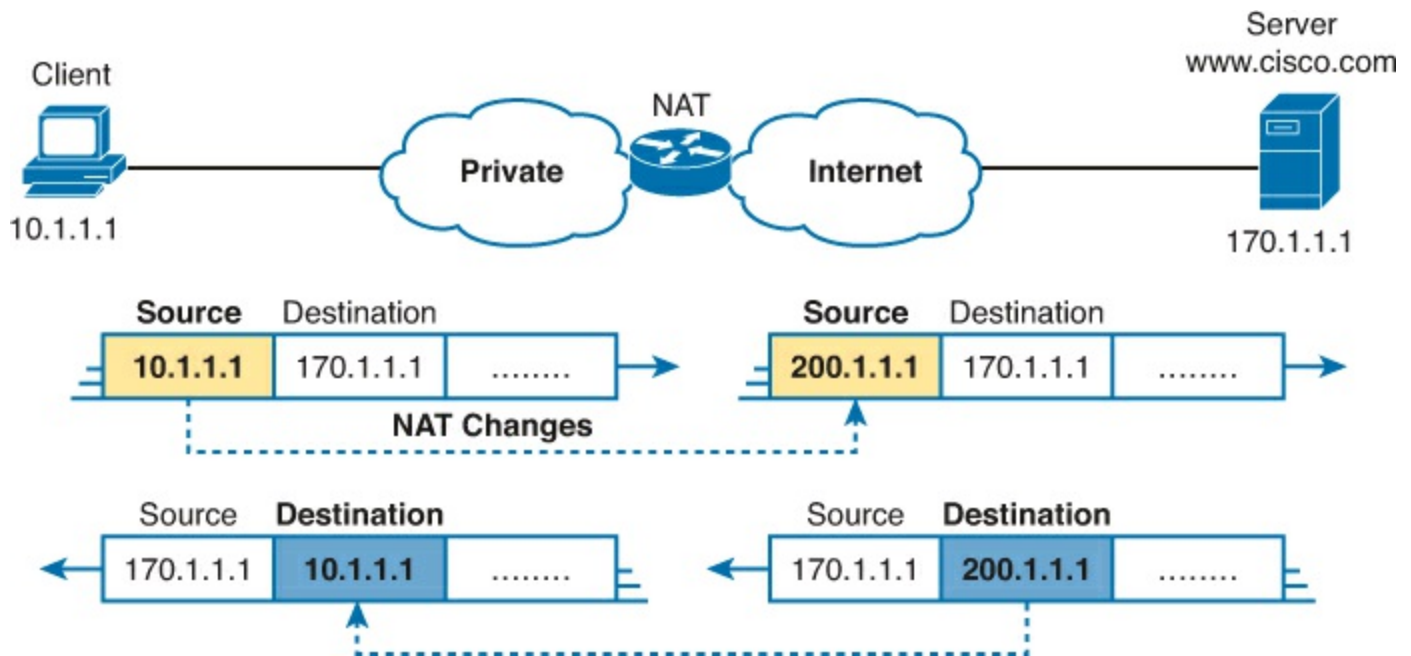 Server
www.cisco.com
Client
NAT
Private
Internet
10.1.1.1
170.1.1.1
Source Destination
10.1.1.1 170.1.1.1 ........
Source Destination
200.1.1.1 170.1.1.1 ........
NAT Changes
Source Destination
170.1.1.1 10.1.1.1 ........
Source Destination
170.1.1.1 200.1.1.1 ........